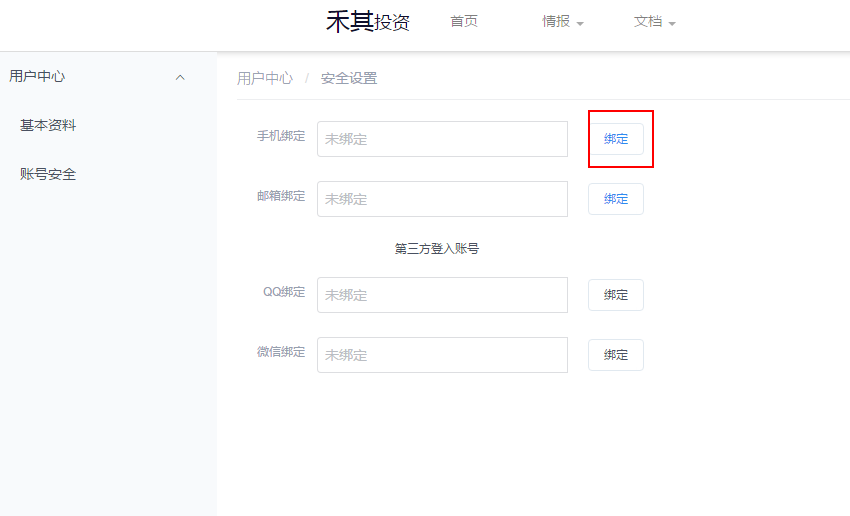 禾其投资 首页 情报 文档
用户中心
基本资料
账号安全
用户中心 / 安全设置
手机绑定 未绑定 绑定
邮箱绑定 未绑定 绑定
第三方登入账号
QQ绑定 未绑定 绑定
微信绑定 未绑定 绑定